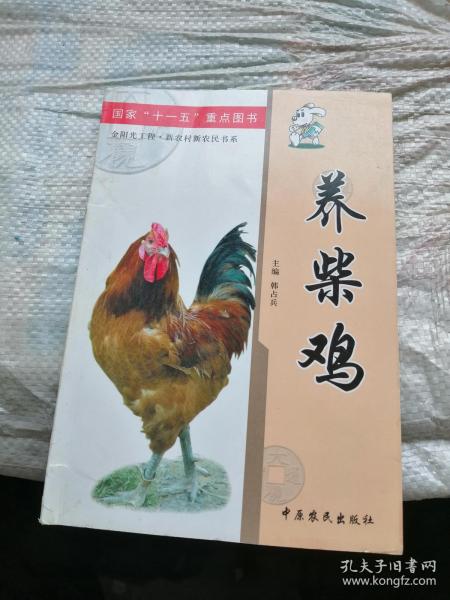 国家“十一五”重点图书
金阳光工程·新农村新农民书系
养柴鸡
主编 韩占兵
中原农民出版社
孔夫子旧书网
www.kongfz.com